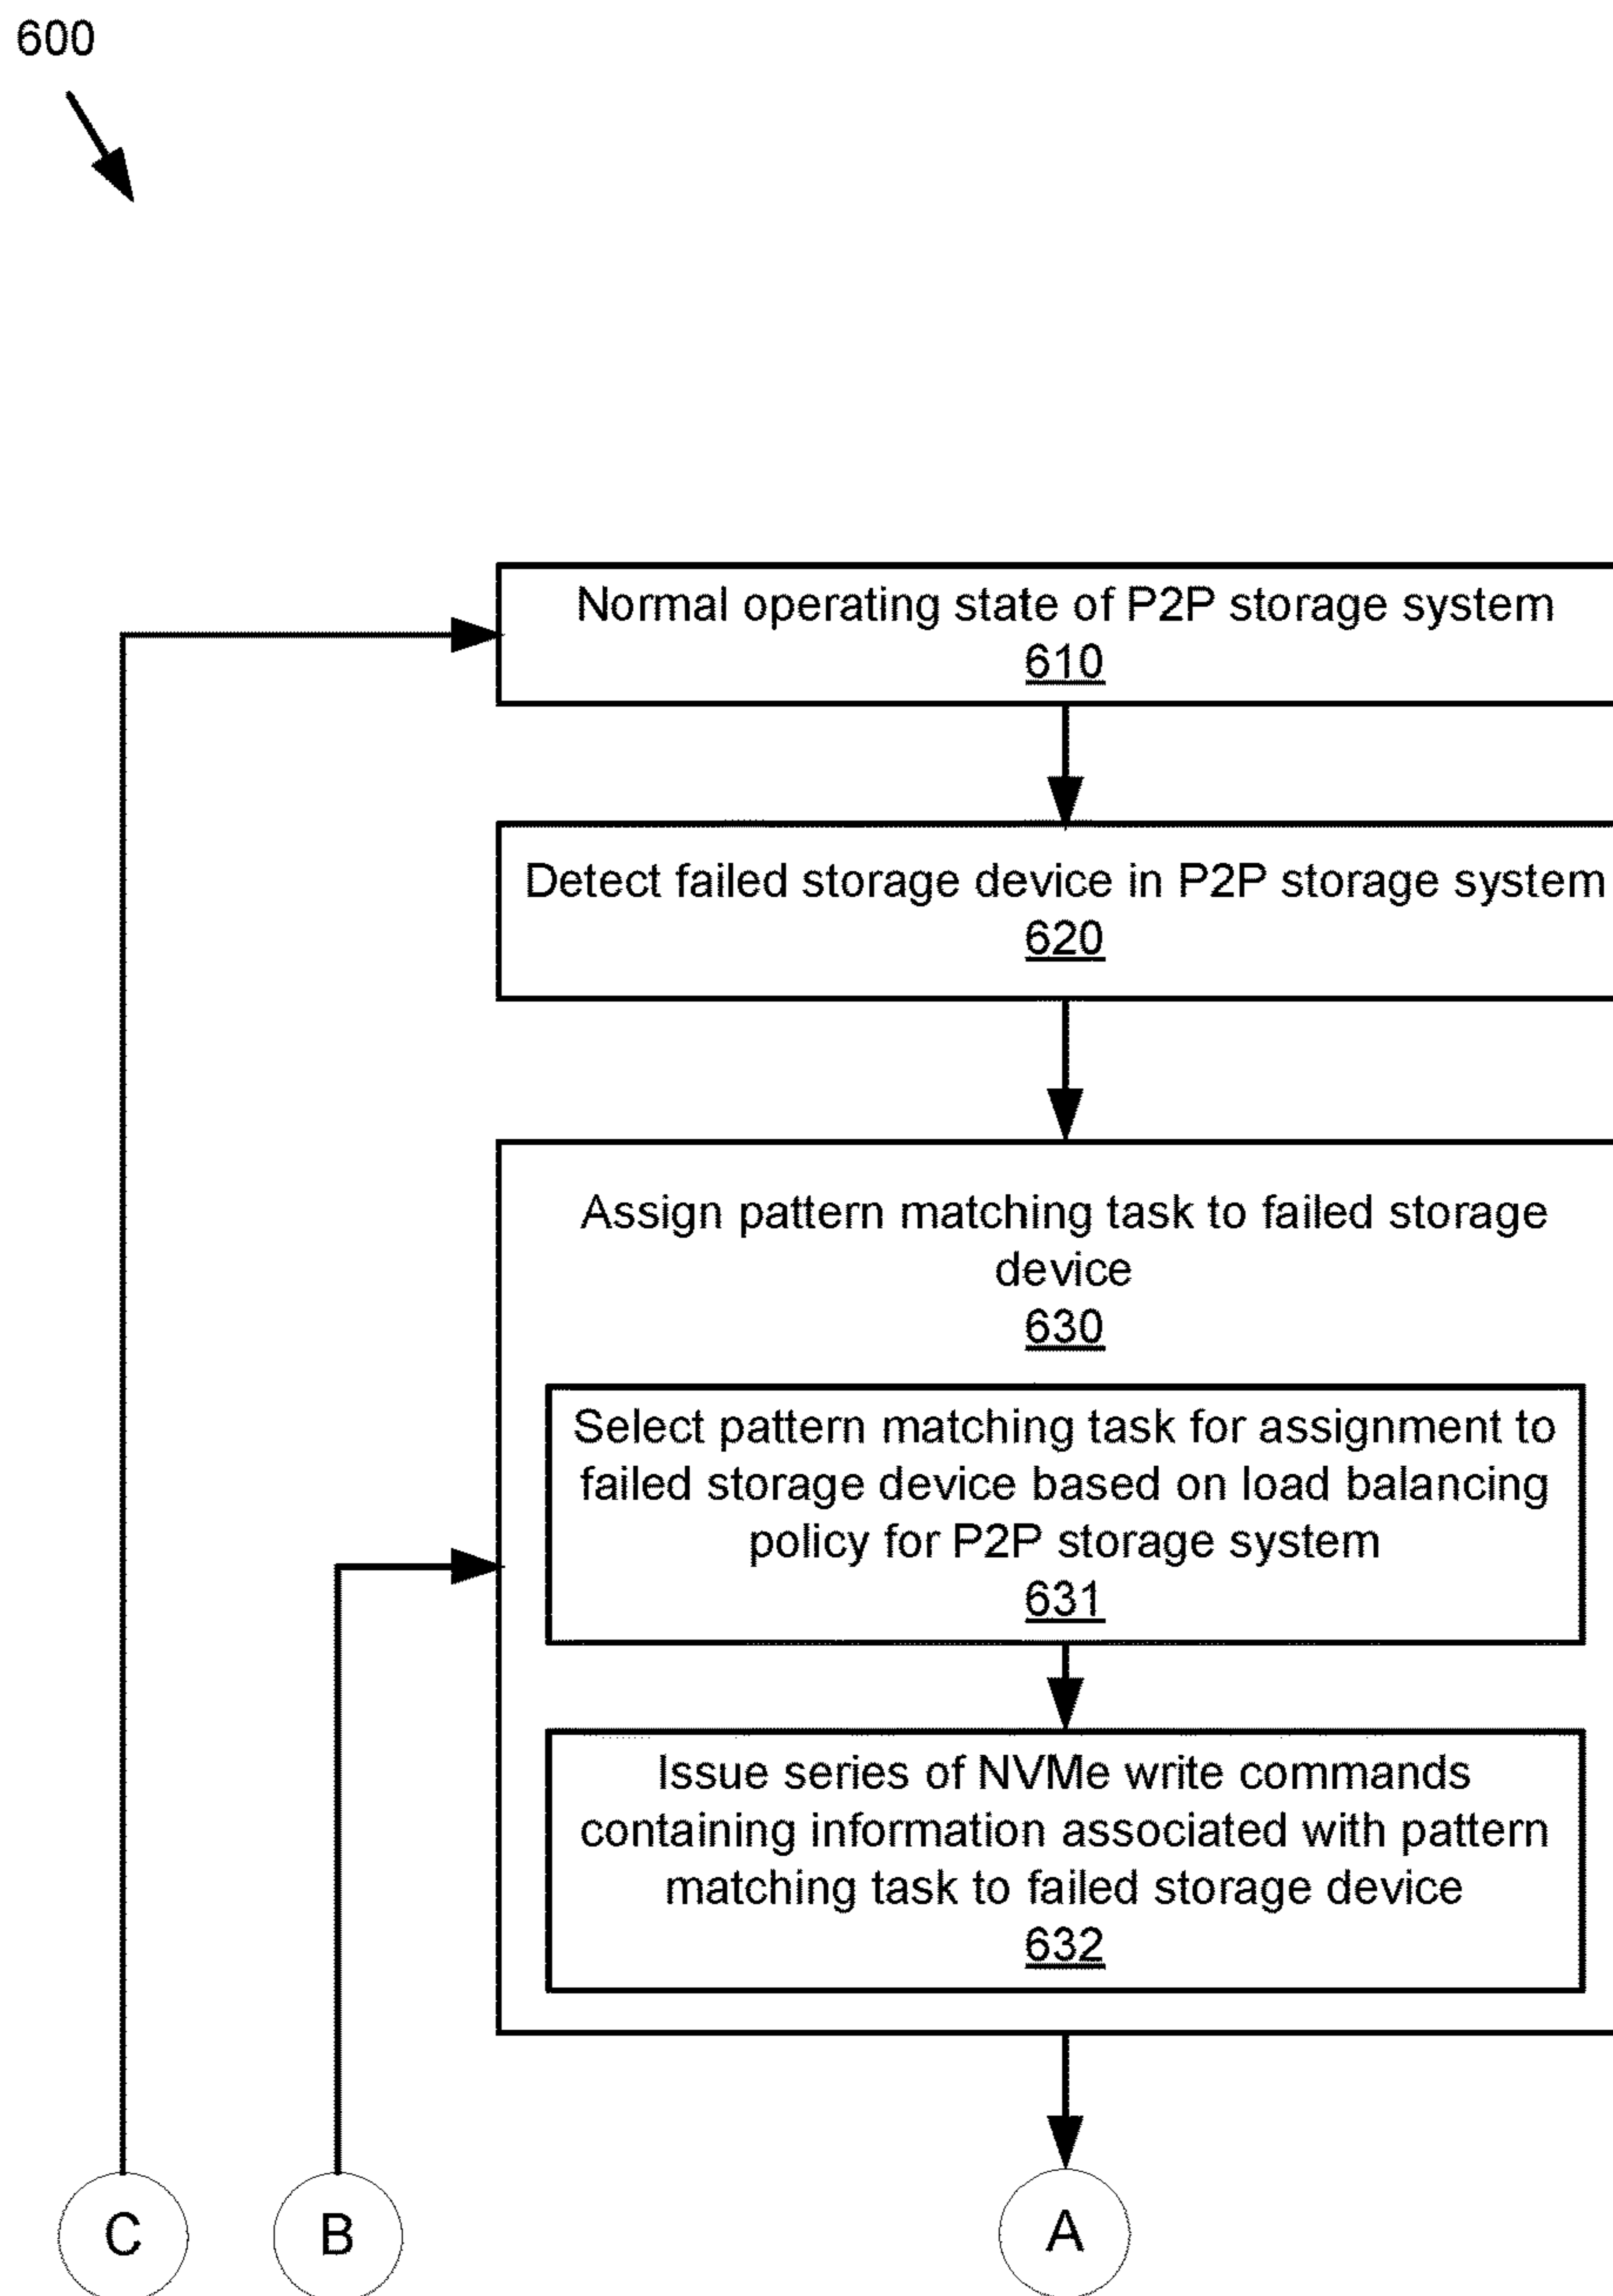 600
Normal operating state of P2P storage system
610
Detect failed storage device in P2P storage system
620
Assign pattern matching task to failed storage
device
630
Select pattern matching task for assignment to
failed storage device based on load balancing
policy for P2P storage system
631
Issue series of NVMe write commands
containing information associated with pattern
matching task to failed storage device
632
C
B
A